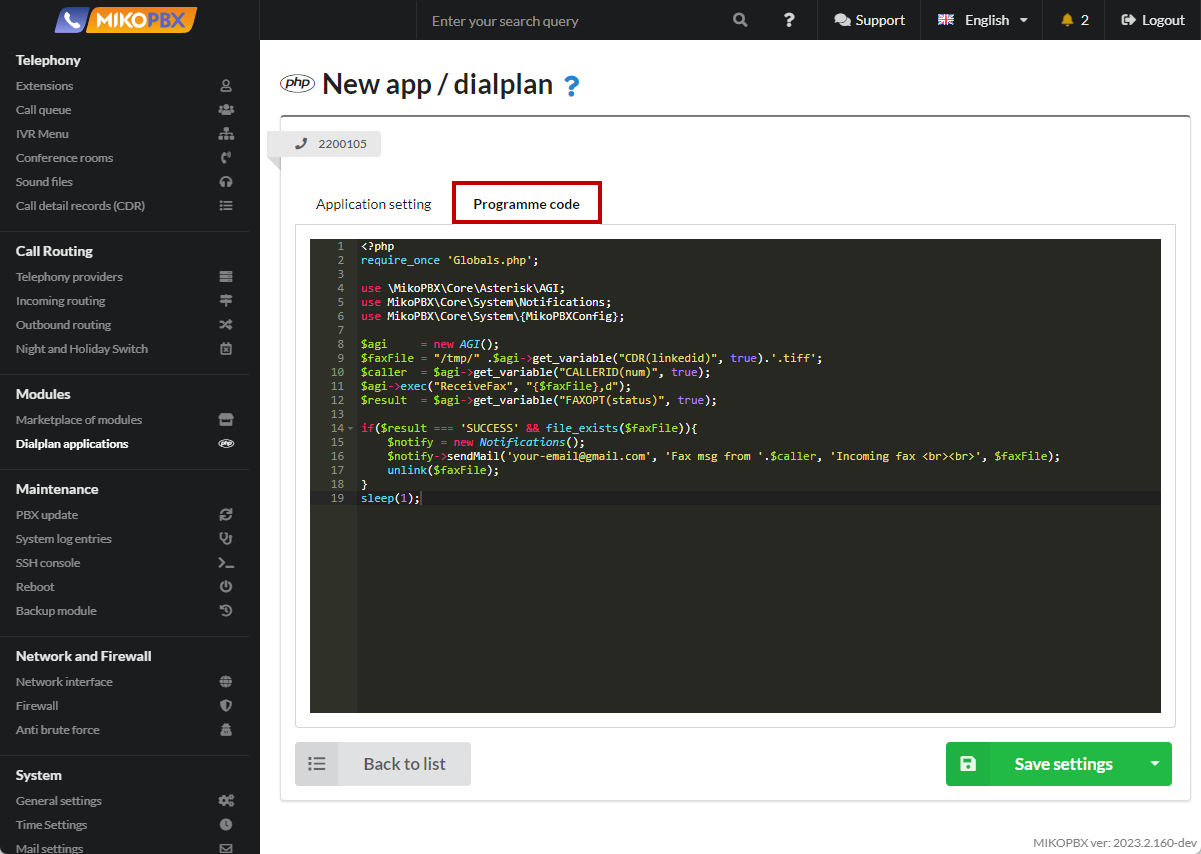 MIKOPBX
Enter your search query
?
Support
English
2
Logout
Telephony
Extensions
Call queue
IVR Menu
Conference rooms
Sound files
Call detail records (CDR)
Call Routing
Telephony providers
Incoming routing
Outbound routing
Night and Holiday Switch
Modules
Marketplace of modules
Dialplan applications
Maintenance
PBX update
System log entries
SSH console
Reboot
Backup module
Network and Firewall
Network interface
Firewall
Anti brute force
System
General settings
Time Settings
Mail settings
php New app / dialplan ?
2200105
Application setting
Programme code
1 <?php
2 require_once 'Globals.php';
3
4 use \MikoPBX\Core\Asterisk\AGI;
5 use MikoPBX\Core\System\Notifications;
6 use MikoPBX\Core\System\{MikoPBXConfig};
7
8 $agi     = new AGI();
9 $faxFile = "/tmp/" .$agi->get_variable("CDR(linkedid)", true).'.tiff';
10 $caller  = $agi->get_variable("CALLERID(num)", true);
11 $agi->exec("ReceiveFax", "{$faxFile},d");
12 $result  = $agi->get_variable("FAXOPT(status)", true);
13
14 if($result === 'SUCCESS' && file_exists($faxFile)){
15     $notify = new Notifications();
16     $notify->sendMail('your-email@gmail.com', 'Fax msg from '.$caller, 'Incoming fax <br><br>', $faxFile);
17     unlink($faxFile);
18 }
19 sleep(1);
Back to list
Save settings
MIKOPBX ver: 2023.2.160-dev